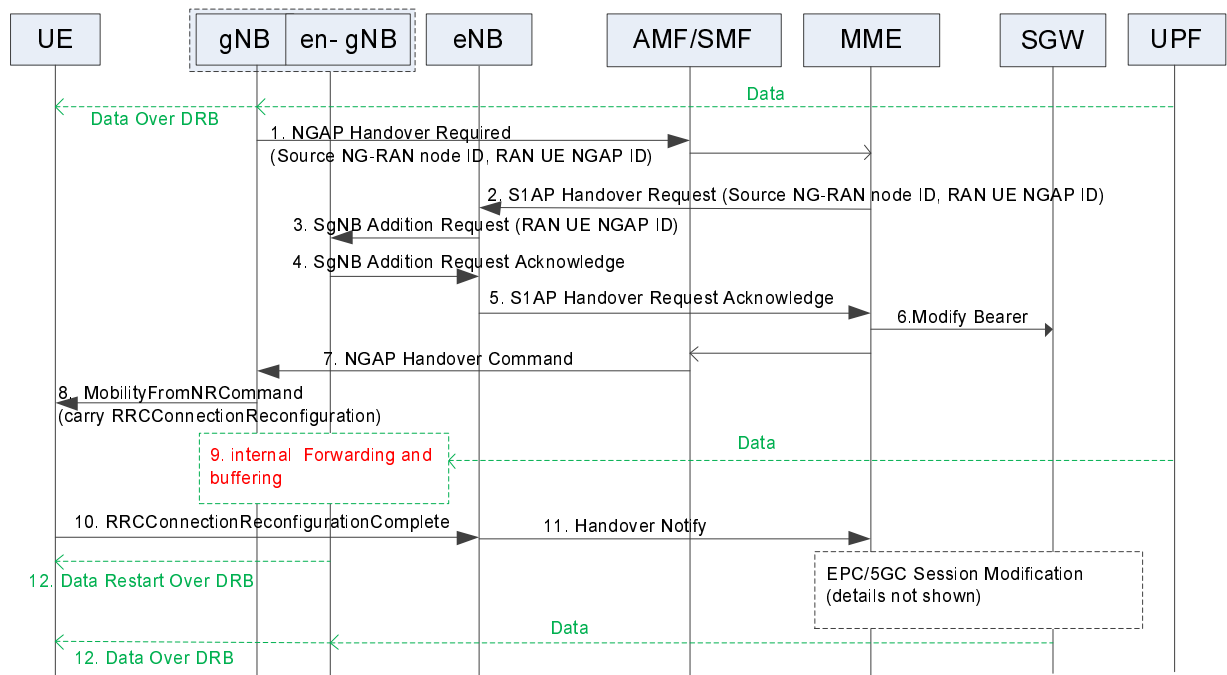 UE
gNB
en- gNB
eNB
AMF/SMF
MME
SGW
UPF
Data
Data Over DRB
1. NGAP Handover Required
(Source NG-RAN node ID, RAN UE NGAP ID)
2. S1AP Handover Request (Source NG-RAN node ID, RAN UE NGAP ID)
3. SgNB Addition Request (RAN UE NGAP ID)
4. SgNB Addition Request Acknowledge
5. S1AP Handover Request Acknowledge
6.Modify Bearer
7. NGAP Handover Command
8. MobilityFromNRCommand
(carry RRCConnectionReconfiguration)
Data
9. internal Forwarding and
buffering
10. RRCConnectionReconfigurationComplete
11. Handover Notify
12. Data Restart Over DRB
EPC/5GC Session Modification
(details not shown)
Data
12. Data Over DRB